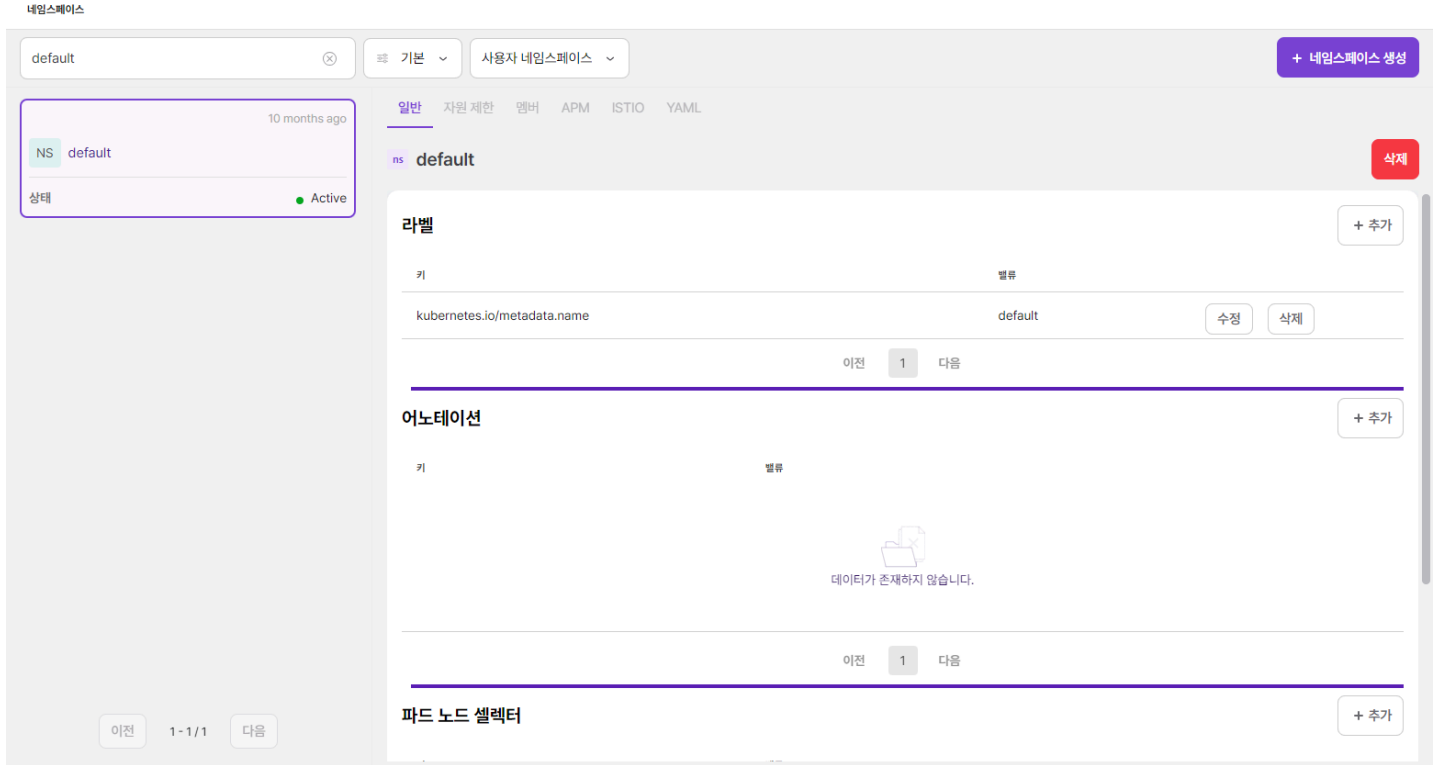 네임스페이스
default
기본
사용자 네임스페이스
+ 네임스페이스 생성
10 months ago
NS default
상태 Active
이전 1 - 1 / 1 다음
일반 자원 제한 멤버 APM ISTIO YAML
ns default
삭제
라벨 + 추가
키 밸류
kubernetes.io/metadata.name default 수정 삭제
이전 1 다음
어노테이션 + 추가
키 밸류
데이터가 존재하지 않습니다.
이전 1 다음
파드 노드 셀렉터 + 추가